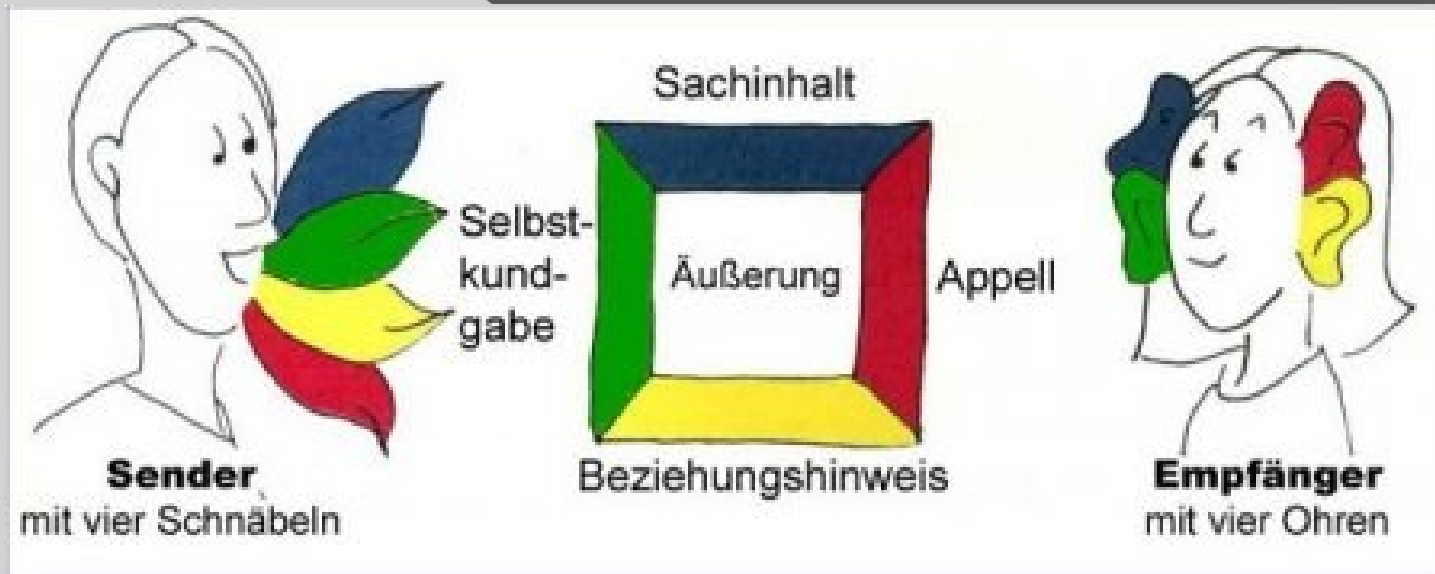 Sachinhalt
Selbst-
kund-
gabe
Äußerung
Appell
Beziehungshinweis
Sender
mit vier Schnäbeln
Empfänger
mit vier Ohren